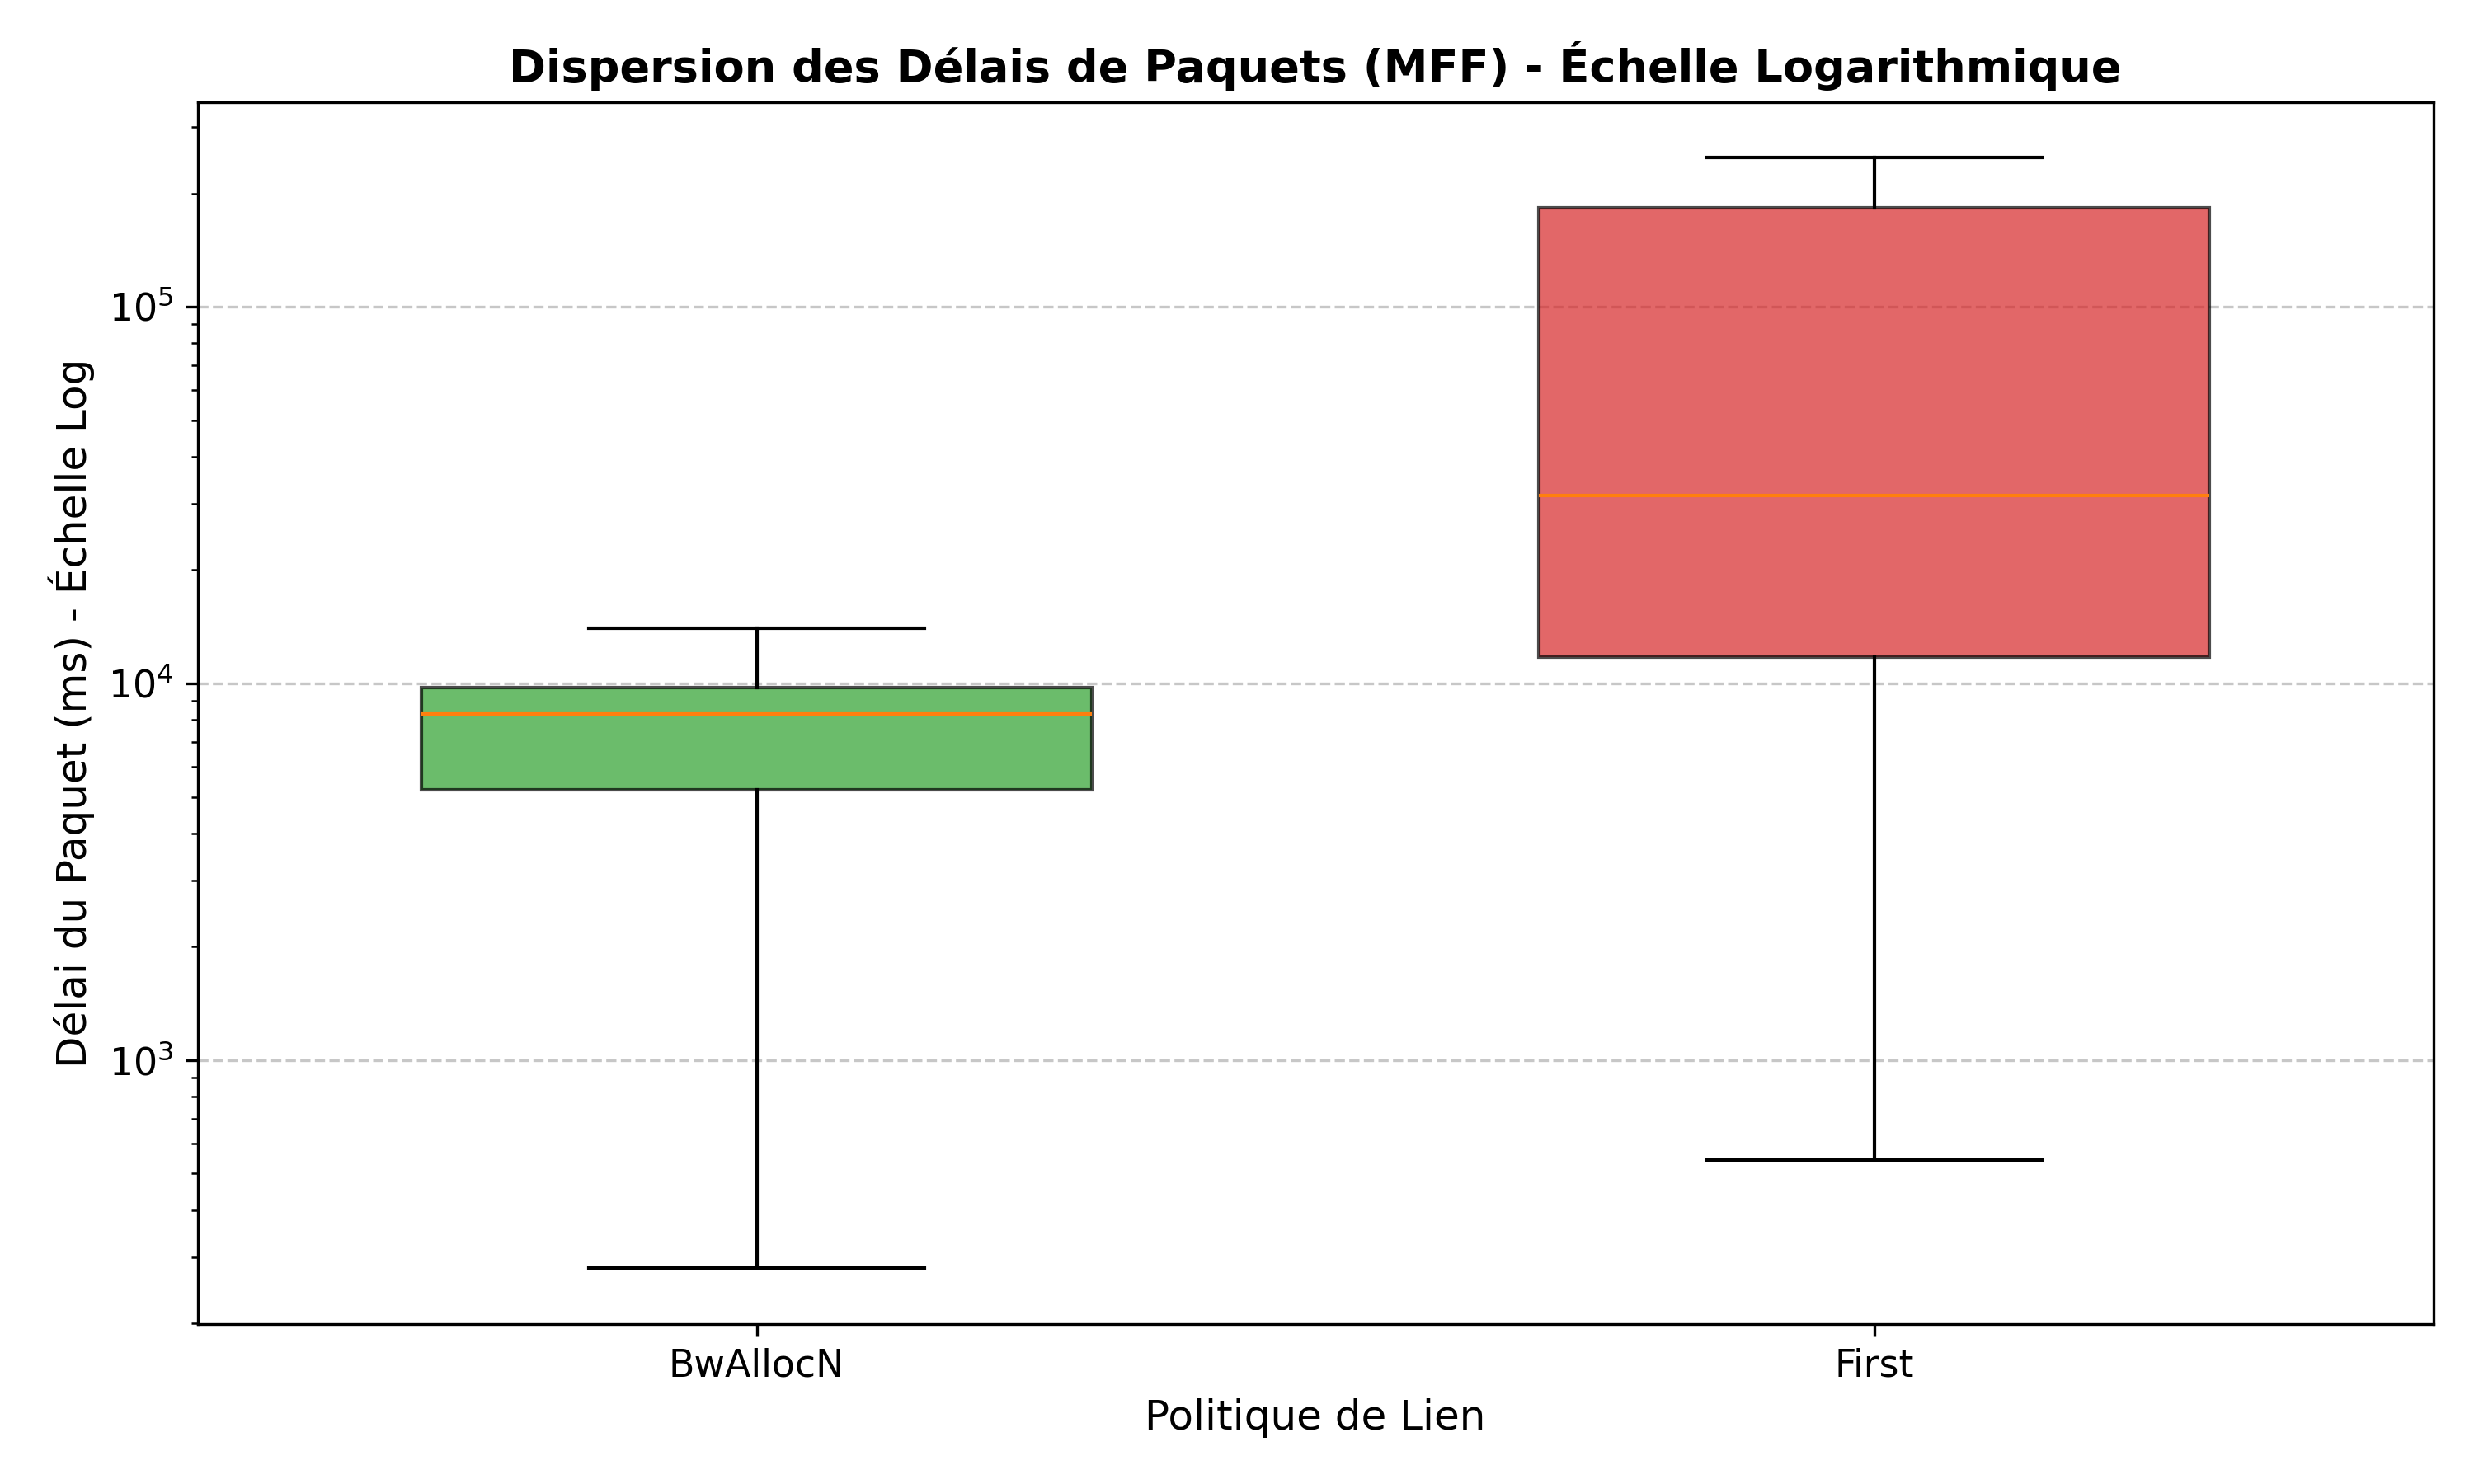 Dispersion des Délais de Paquets (MFF) - Échelle Logarithmique
Délai du Paquet (ms) - Échelle Log
10⁵
10⁴
10³
BwAllocN
First
Politique de Lien